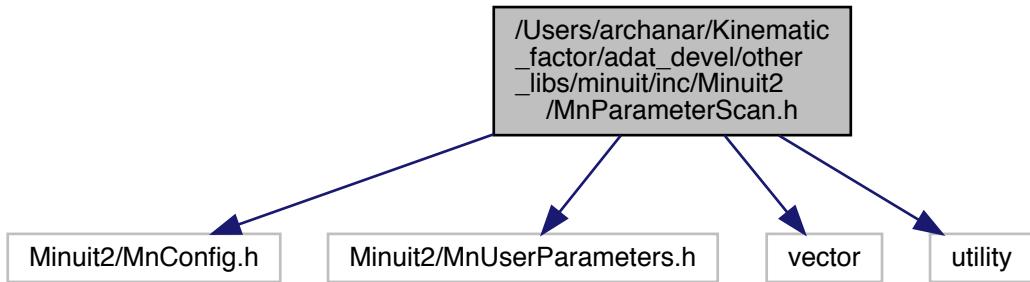 /Users/archanar/Kinematic
_factor/adat_devel/other
_libs/minuit/inc/Minuit2
/MnParameterScan.h
Minuit2/MnConfig.h
Minuit2/MnUserParameters.h
vector
utility